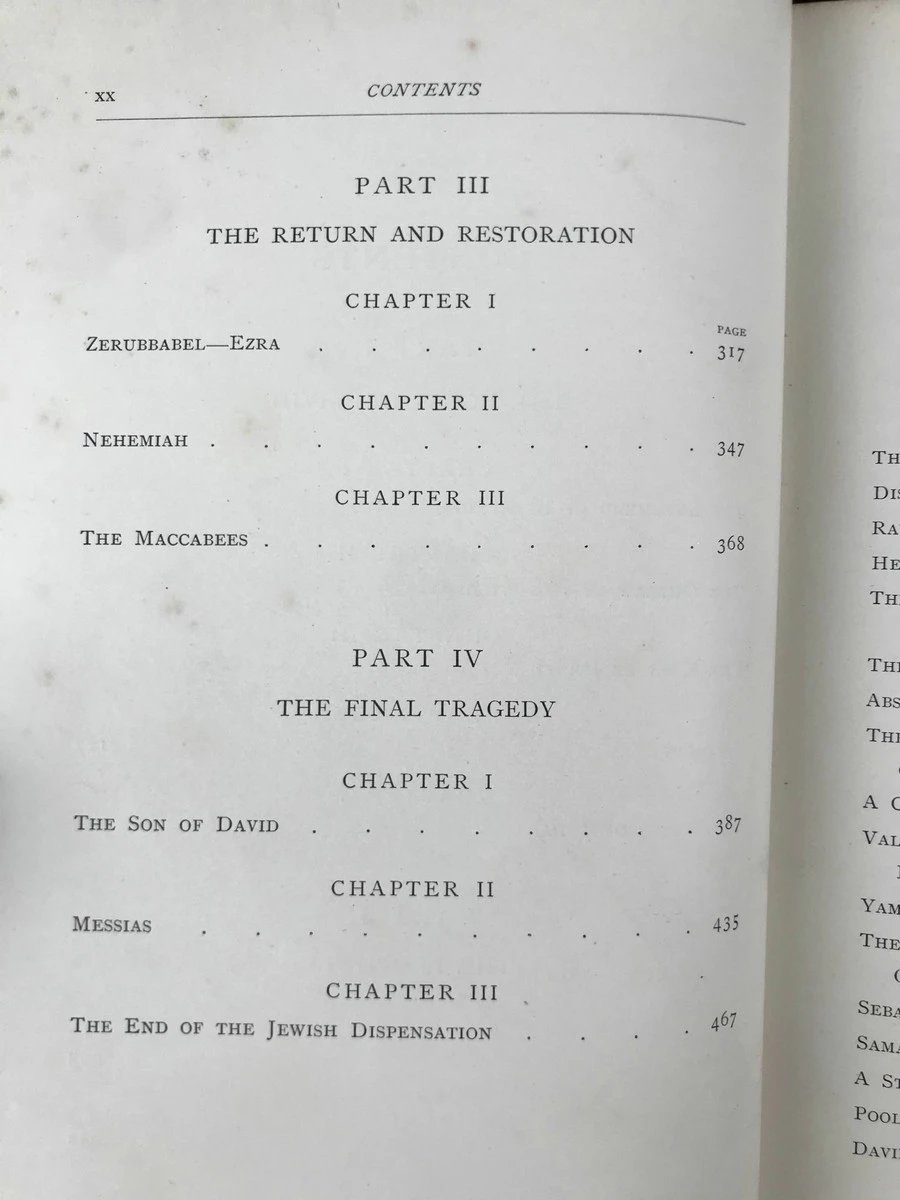 xx CONTENTS
PART III
THE RETURN AND RESTORATION
CHAPTER I
PAGE
ZERUBBABEL—EZRA . . . . . . . . 317
CHAPTER II
NEHEMIAH . . . . . . . . . . 347
CHAPTER III
THE MACCABEES . . . . . . . . . 368
PART IV
THE FINAL TRAGEDY
CHAPTER I
THE SON OF DAVID . . . . . . . . 387
CHAPTER II
MESSIAS . . . . . . . . . . 435
CHAPTER III
THE END OF THE JEWISH DISPENSATION . . . . 467